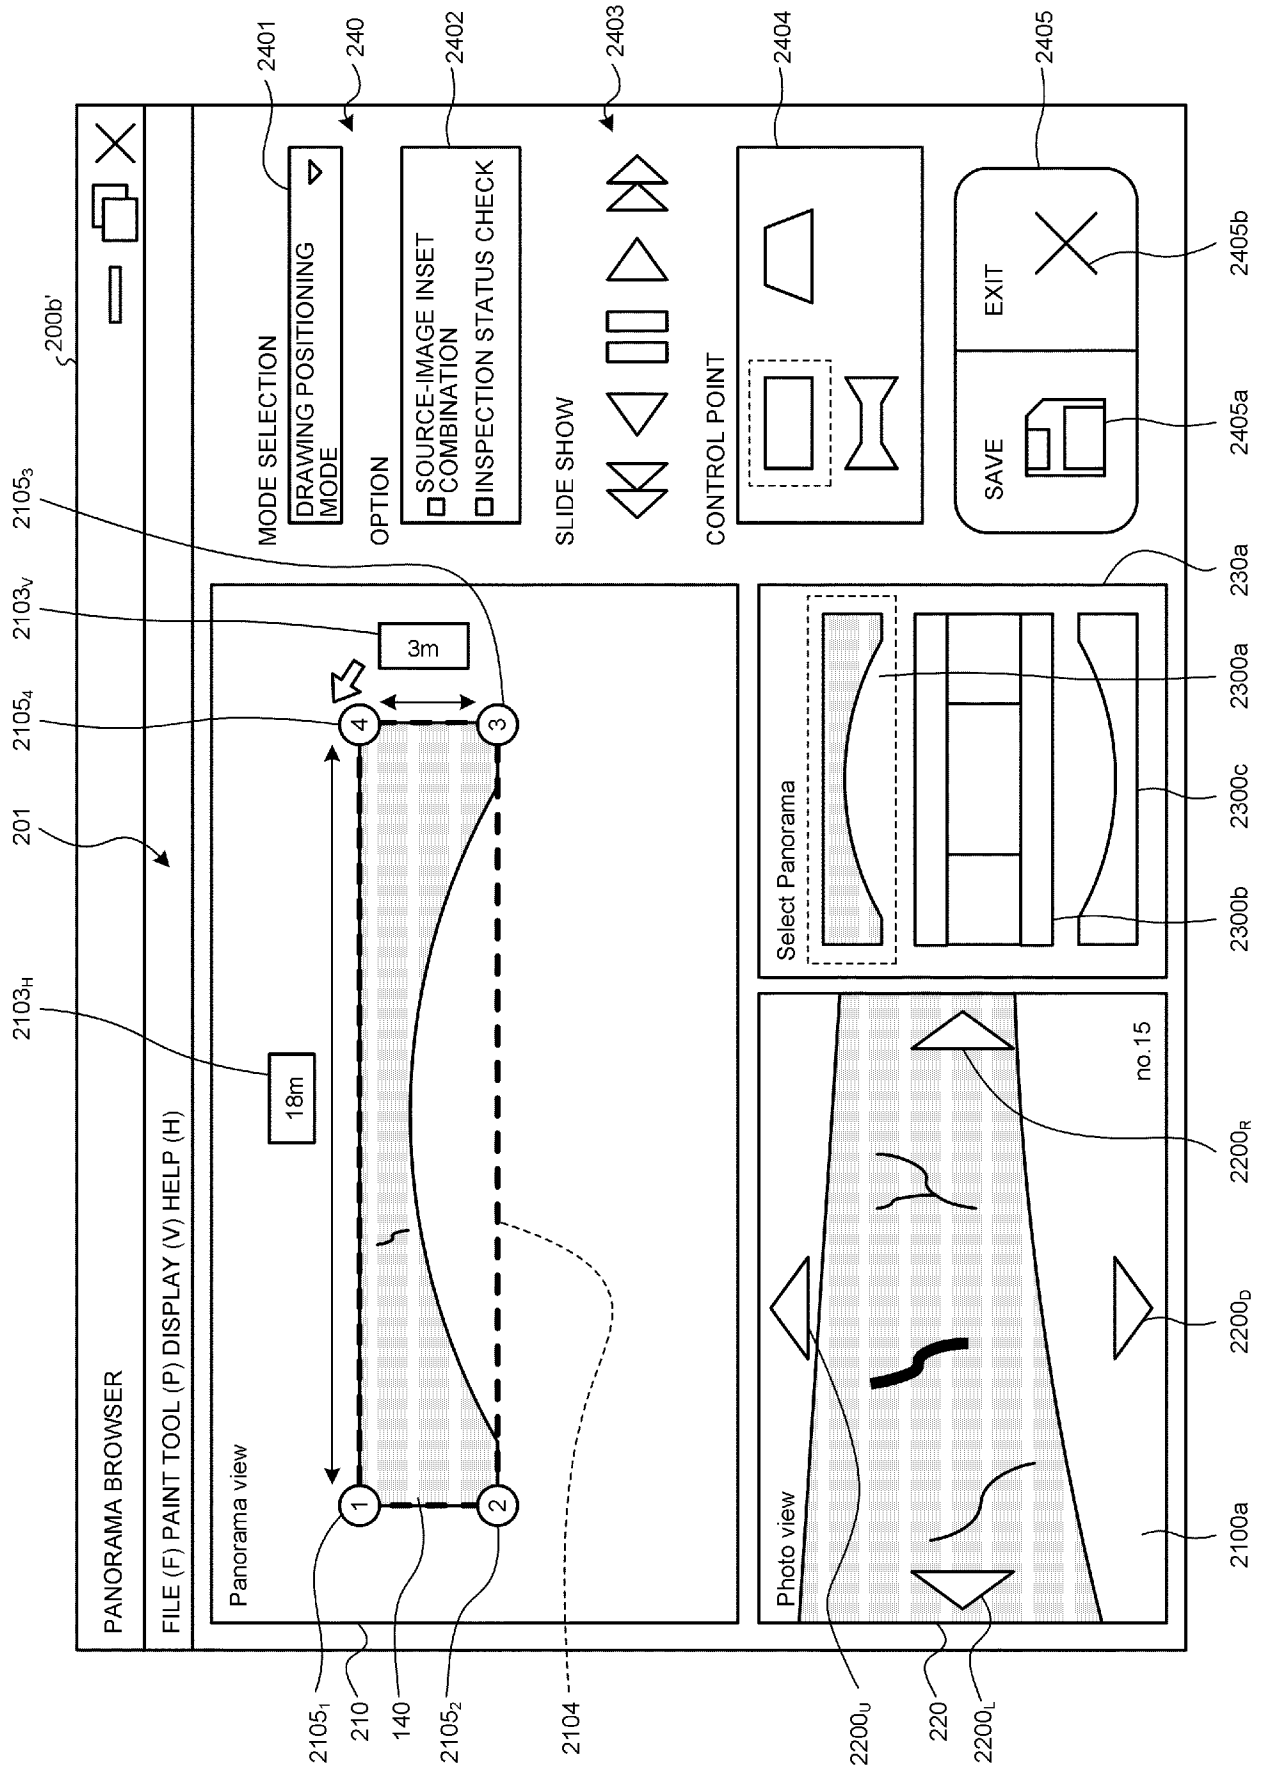 200b'
PANORAMA BROWSER
FILE (F) PAINT TOOL (P) DISPLAY (V) HELP (H)
2105₁
210
140
2105₂
2104
2103H
201
2105₄
2103V
2105₃
Panorama view
18m
3m
1
2
3
4
MODE SELECTION
DRAWING POSITIONING
MODE
OPTION
SOURCE-IMAGE INSET
COMBINATION
INSPECTION STATUS CHECK
SLIDE SHOW
CONTROL POINT
SAVE
EXIT
2401
240
2402
2403
2404
2405
Photo view
no.15
Select Panorama
2200U
220
2200L
2100a
2200D
2200R
2300b
2300c
2300a
230a
2405a
2405b